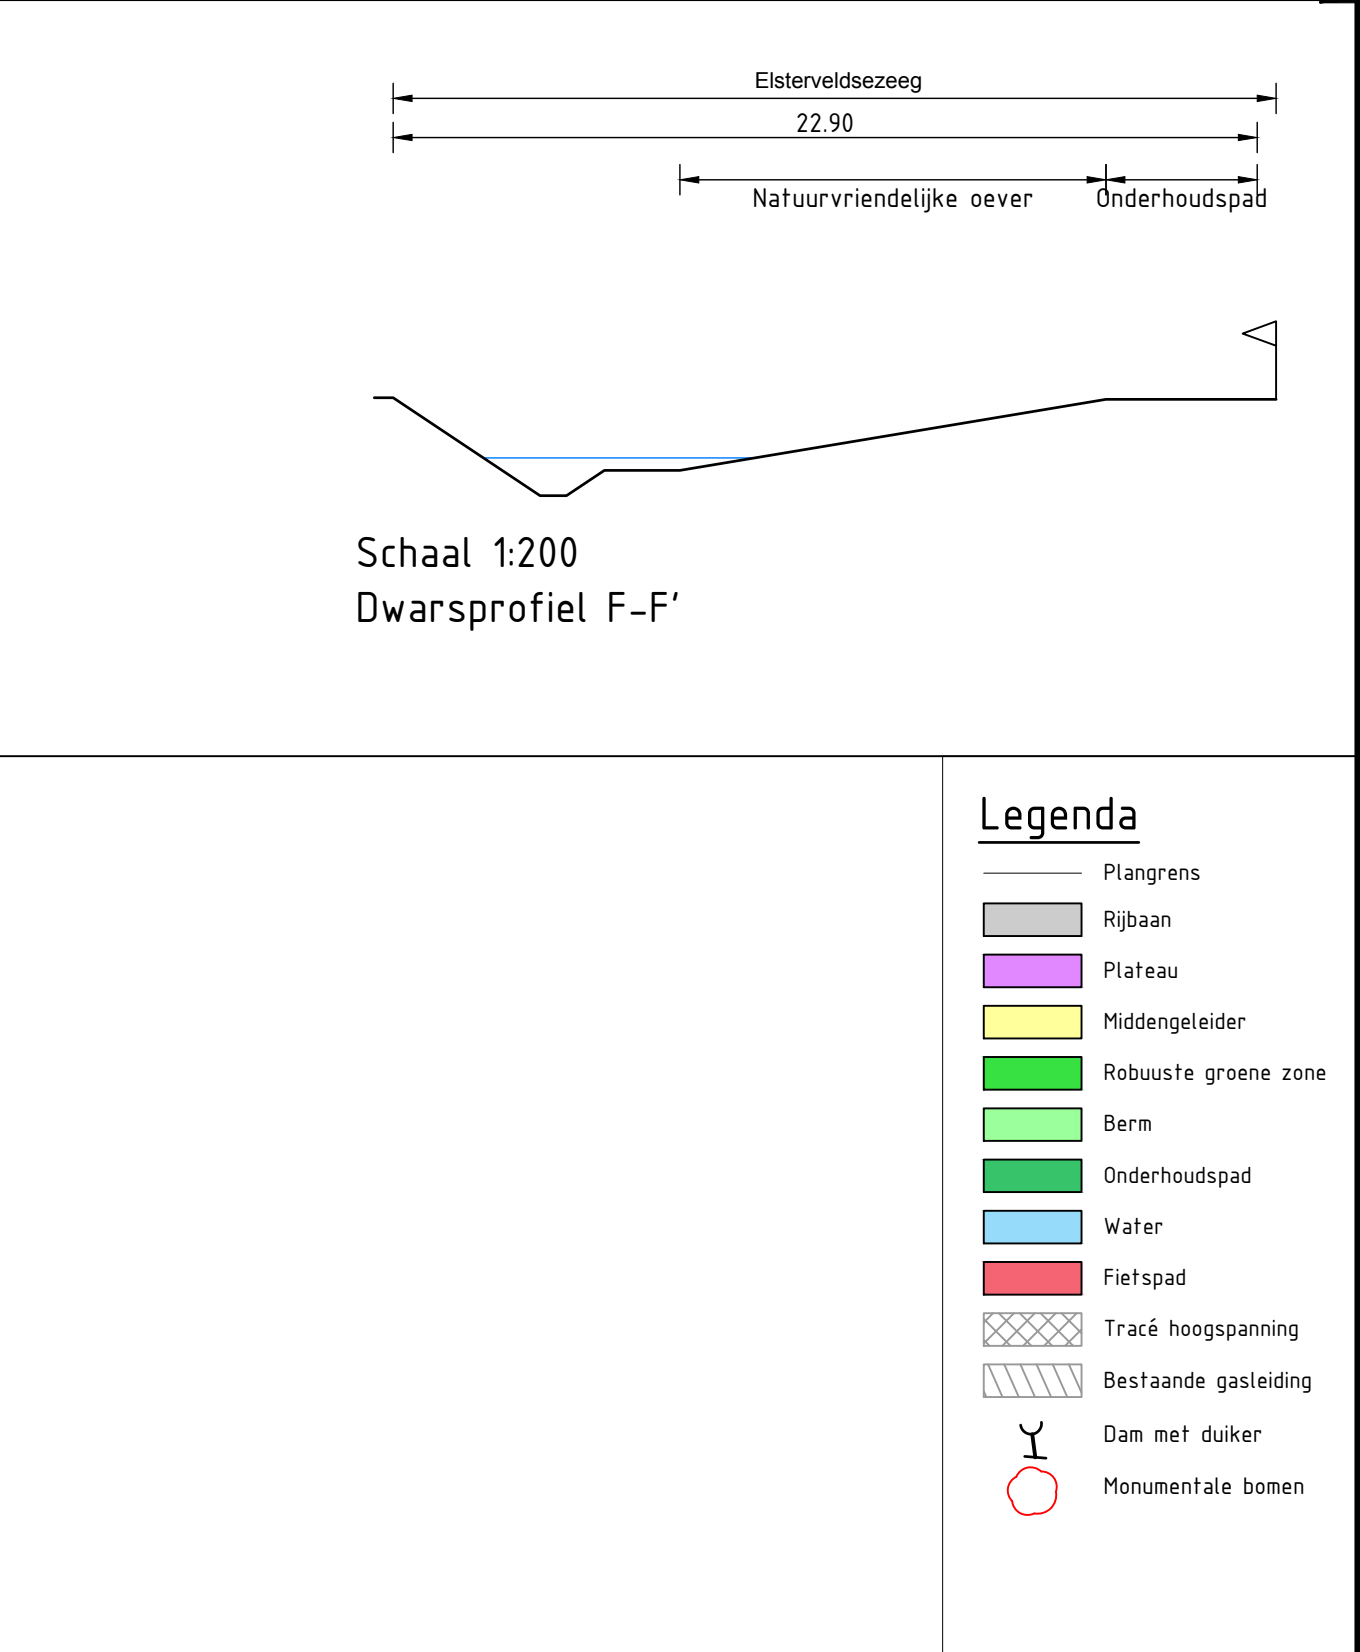 Elsterveldsezeeg
22.90
Natuurvriendelijke oever
Onderhoudspad
Schaal 1:200
Dwarsprofiel F-F'
Legenda
Plangrens
Rijbaan
Plateau
Middengeleider
Robuuste groene zone
Berm
Onderhoudspad
Water
Fietspad
Tracé hoogspanning
Bestaande gasleiding
Dam met duiker
Monumentale bomen